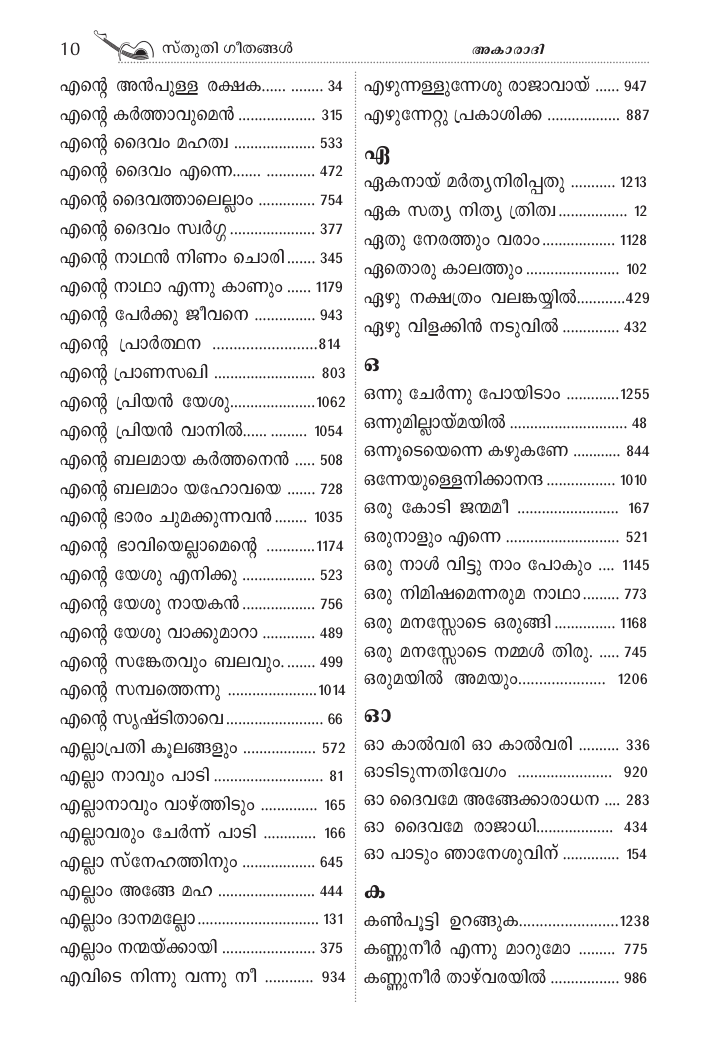 10 സ്തുതി ഗീതങ്ങൾ അകാരാദി
എന്റെ അൻപുള്ള രക്ഷക...... ........ 34
എന്റെ കർത്താവുമെൻ ................... 315
എന്റെ ദൈവം മഹത്വ .................... 533
എന്റെ ദൈവം എന്നെ....... ............ 472
എന്റെ ദൈവത്താലെല്ലാം .............. 754
എന്റെ ദൈവം സ്വർഗ്ഗ ..................... 377
എന്റെ നാഥൻ നിണം ചൊരി ....... 345
എന്റെ നാഥാ എന്നു കാണും ...... 1179
എന്റെ പേർക്കു ജീവനെ ............... 943
എന്റെ പ്രാർത്ഥന ..........................814
എന്റെ പ്രാണസഖി ......................... 803
എന്റെ പ്രിയൻ യേശു.....................1062
എന്റെ പ്രിയൻ വാനിൽ...... ......... 1054
എന്റെ ബലമായ കർത്തനെൻ ..... 508
എന്റെ ബലമാം യഹോവയെ ....... 728
എന്റെ ഭാരം ചുമക്കുന്നവൻ ........ 1035
എന്റെ ഭാവിയെല്ലാമെന്റെ ............1174
എന്റെ യേശു എനിക്കു .................. 523
എന്റെ യേശു നായകൻ .................. 756
എന്റെ യേശു വാക്കുമാറാ ............. 489
എന്റെ സങ്കേതവും ബലവും. ....... 499
എന്റെ സമ്പത്തെന്നു ......................1014
എന്റെ സൃഷ്ടിതാവെ ........................ 66
എല്ലാപ്രതി കൂലങ്ങളും .................. 572
എല്ലാ നാവും പാടി ........................... 81
എല്ലാനാവും വാഴ്ത്തിടും .............. 165
എല്ലാവരും ചേർന്ന് പാടി ............. 166
എല്ലാ സ്നേഹത്തിനും .................. 645
എല്ലാം അങ്ങേ മഹ ........................ 444
എല്ലാം ദാനമല്ലോ .............................. 131
എല്ലാം നന്മയ്ക്കായി ....................... 375
എവിടെ നിന്നു വന്നു നീ ............ 934
എഴുന്നള്ളുന്നേശു രാജാവായ് ...... 947
എഴുന്നേറ്റു പ്രകാശിക്ക .................. 887
ഏ
ഏകനായ് മർത്യനിരിപ്പതു ........... 1213
ഏക സത്യ നിത്യ ത്രിത്വ ................. 12
ഏതു നേരത്തും വരാം .................. 1128
ഏതൊരു കാലത്തും ....................... 102
ഏഴു നക്ഷത്രം വലങ്കയ്യിൽ............429
ഏഴു വിളക്കിൻ നടുവിൽ .............. 432
ഒ
ഒന്നു ചേർന്നു പോയിടാം .............1255
ഒന്നുമില്ലായ്മയിൽ ............................. 48
ഒന്നൂടെയെന്നെ കഴുകണേ ............ 844
ഒന്നേയുള്ളെനിക്കാനന്ദ ................. 1010
ഒരു കോടി ജന്മമീ ......................... 167
ഒരുനാളും എന്നെ ............................ 521
ഒരു നാൾ വിട്ടു നാം പോകും .... 1145
ഒരു നിമിഷമെന്നരുമ നാഥാ ......... 773
ഒരു മനസ്സോടെ ഒരുങ്ങി ............... 1168
ഒരു മനസ്സോടെ നമ്മൾ തിരു. ..... 745
ഒരുമയിൽ അമയും...................... 1206
ഓ
ഓ കാൽവരി ഓ കാൽവരി .......... 336
ഓടിടുന്നതിവേഗം ....................... 920
ഓ ദൈവമേ അങ്ങേക്കാരാധന .... 283
ഓ ദൈവമേ രാജാധി................... 434
ഓ പാടും ഞാനേശുവിന് .............. 154
ക
കൺപൂട്ടി ഉറങ്ങുക.........................1238
കണ്ണുനീർ എന്നു മാറുമോ ......... 775
കണ്ണുനീർ താഴ്‌വരയിൽ ................. 986